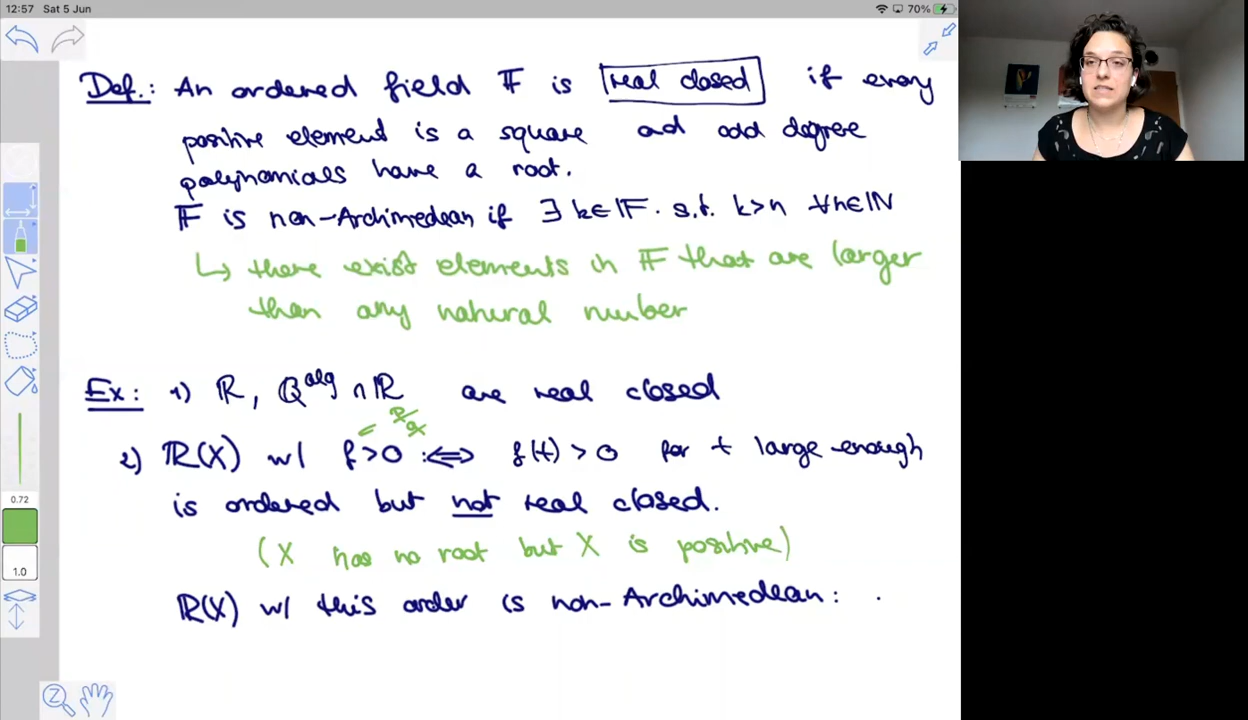 12:57 Sat 5 Jun
70%
Def.: An ordered field 𝔽 is real closed if every
positive element is a square and odd degree
polynomials have a root.
𝔽 is non-Archimedean if ∃ k∈𝔽. s.t. k>n ∀n∈ℕ
↳ there exist elements in 𝔽 that are larger
than any natural number
Ex: 1) ℝ, ℚ^alg ∩ ℝ are real closed
= P/Q
2) ℝ(X) w/ f>0 :⟺ f(t)>0 for t large enough
is ordered but not real closed.
(X has no root but X is positive)
ℝ(X) w/ this order is non-Archimedean:
0.72
1.0
Z